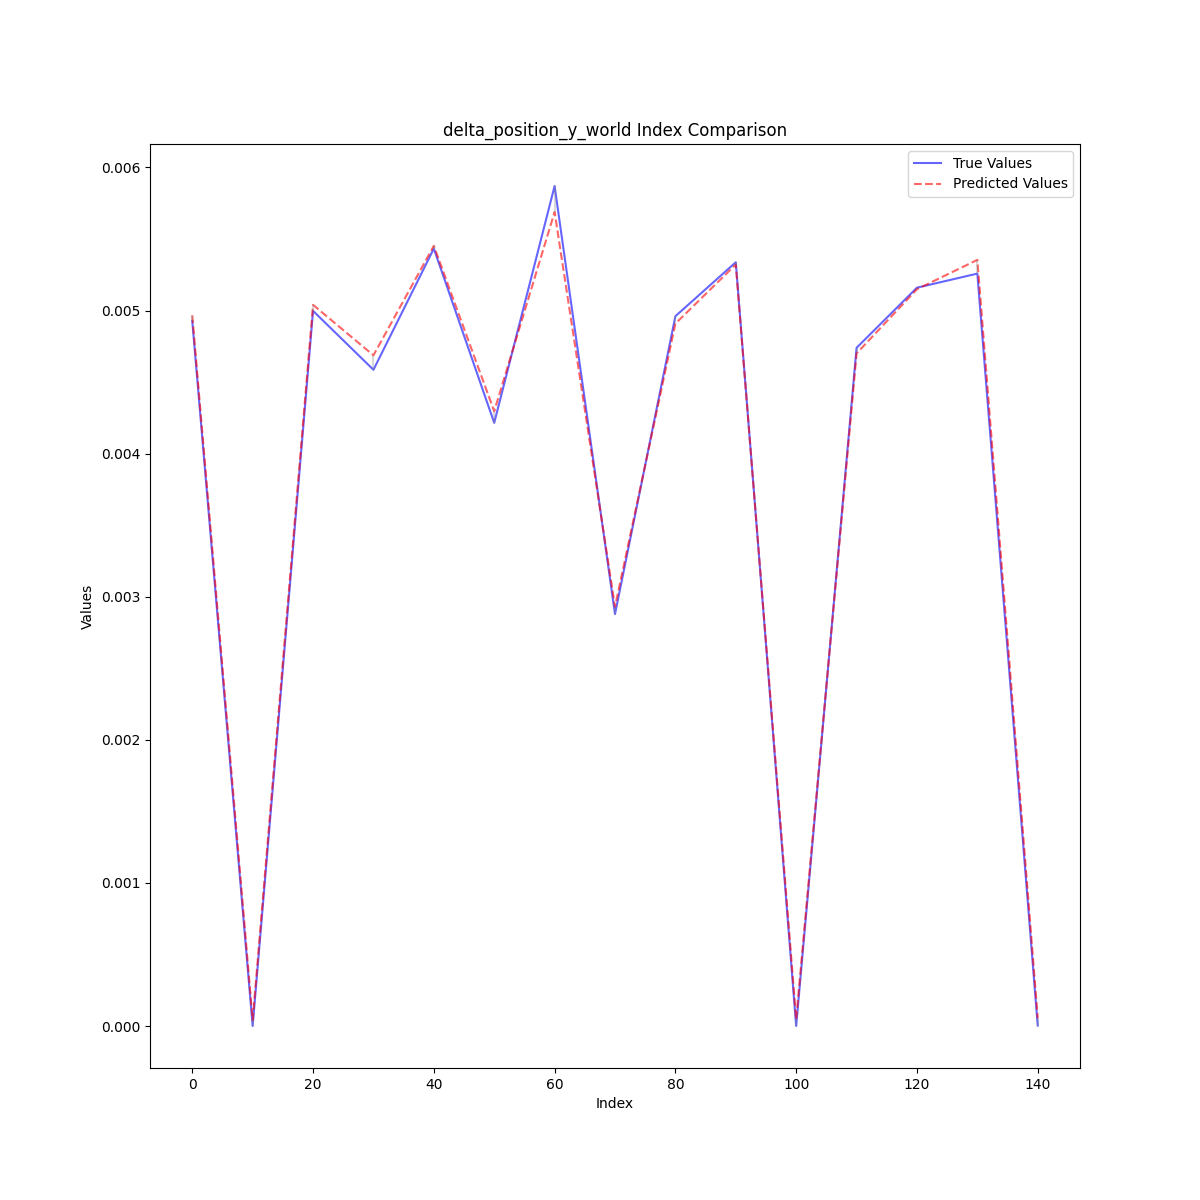 delta_position_y_world Index Comparison
True Values
Predicted Values
0.006
0.005
0.004
0.003
0.002
0.001
0.000
Values
0 20 40 60 80 100 120 140
Index